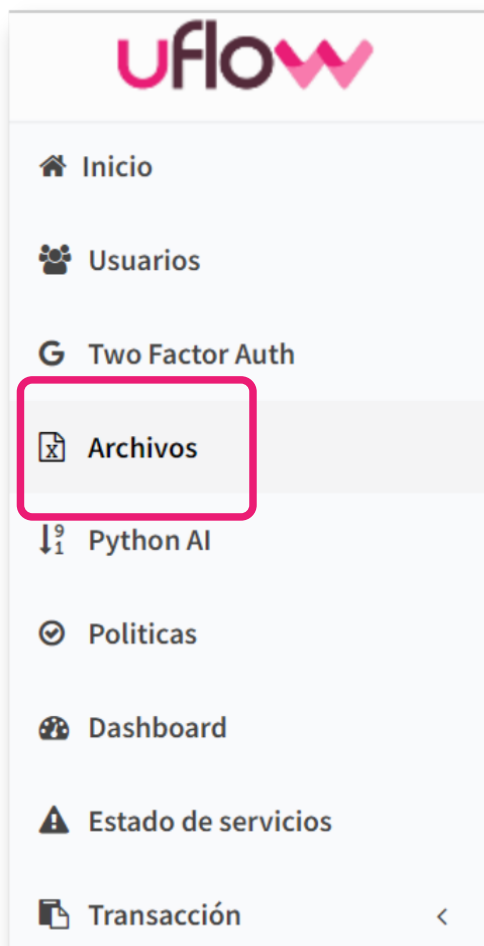 uflow
Inicio
Usuarios
Two Factor Auth
Archivos
Python AI
Politicas
Dashboard
Estado de servicios
Transacción